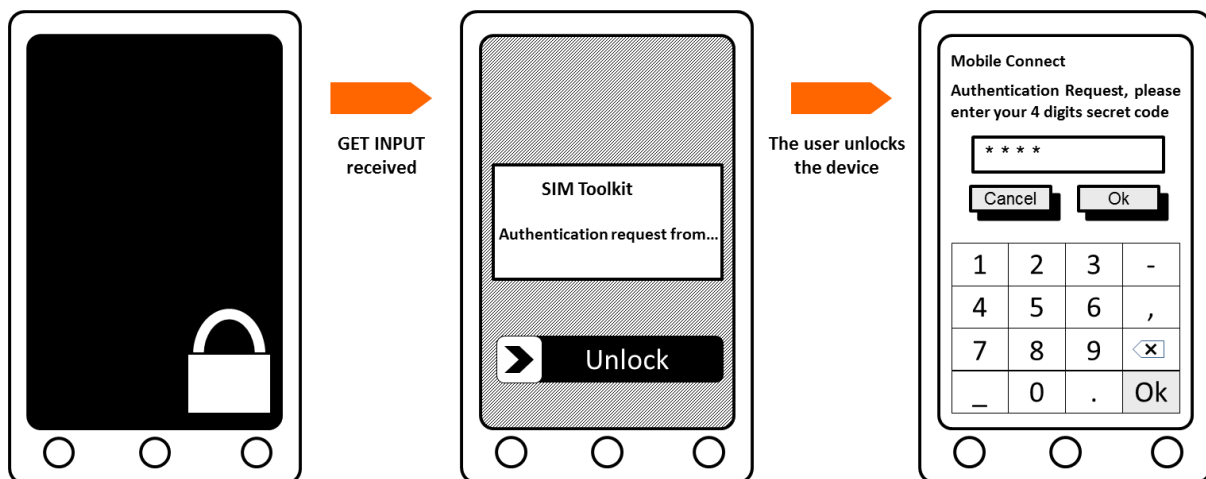 GET INPUT
received
SIM Toolkit
Authentication request from...
Unlock
The user unlocks
the device
Mobile Connect
Authentication Request, please
enter your 4 digits secret code
* * * *
Cancel Ok
1 2 3 -
4 5 6 ,
7 8 9
_ 0 . Ok